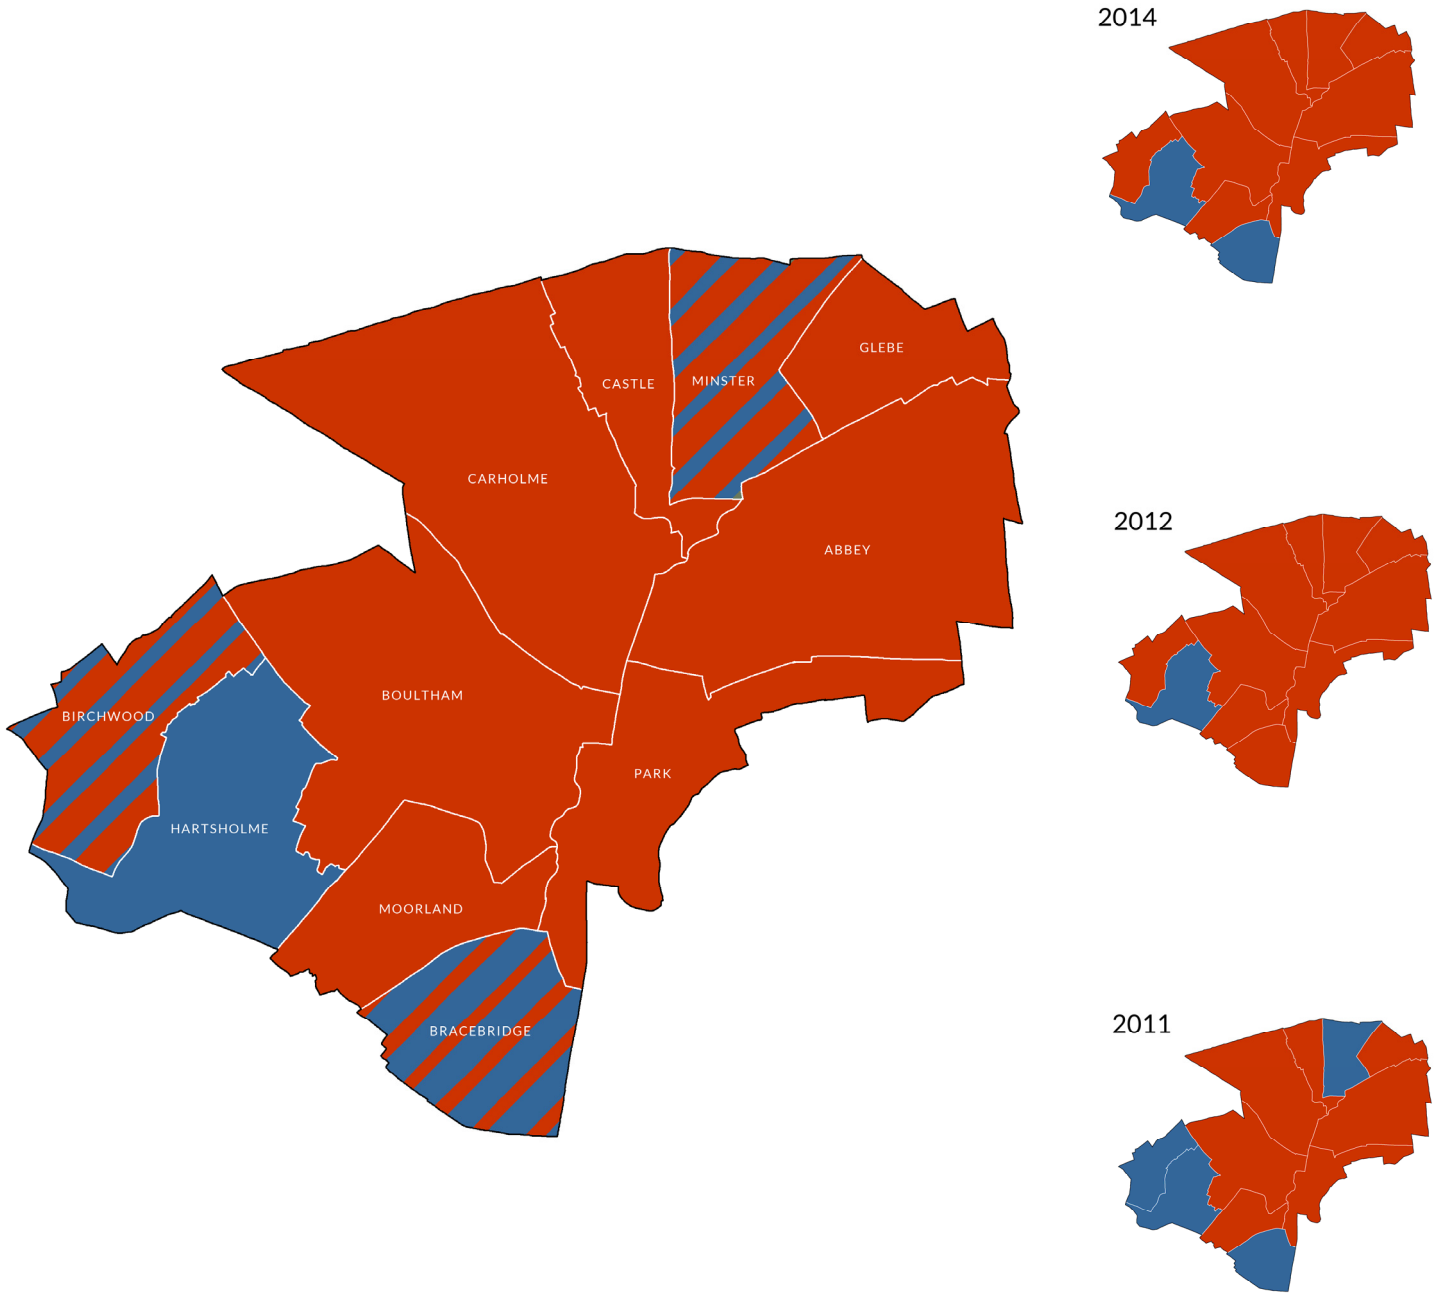 2014
GLEBE
MINSTER
CASTLE
CARHOLME
2012
ABBEY
BOULTHAM
BIRCHWOOD
PARK
HARTSHOLME
MOORLAND
2011
BRACEBRIDGE